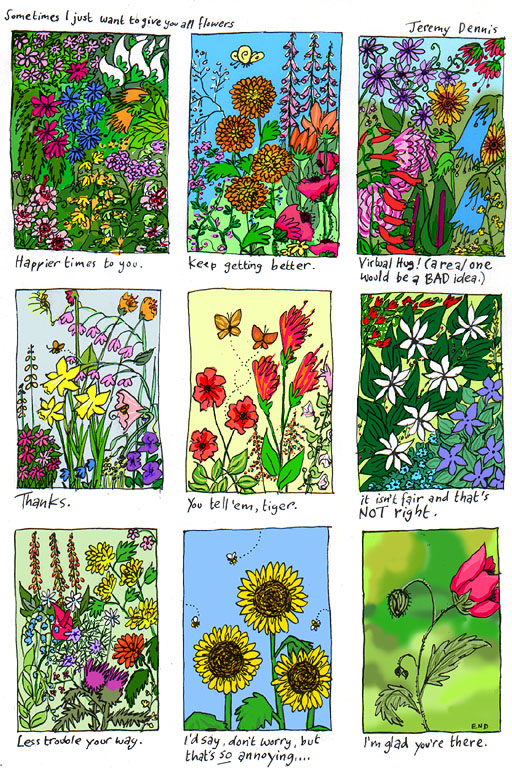 Sometimes I just want to give you all flowers
Jeremy Dennis
Happier times to you.
Keep getting better.
Virtual Hug! (a real one
would be a BAD idea.)
Thanks.
You tell 'em, tiger.
it isn't fair and that's
NOT right.
Less trouble your way.
I'd say, don't worry, but
that's so annoying....
END
I'm glad you're there.